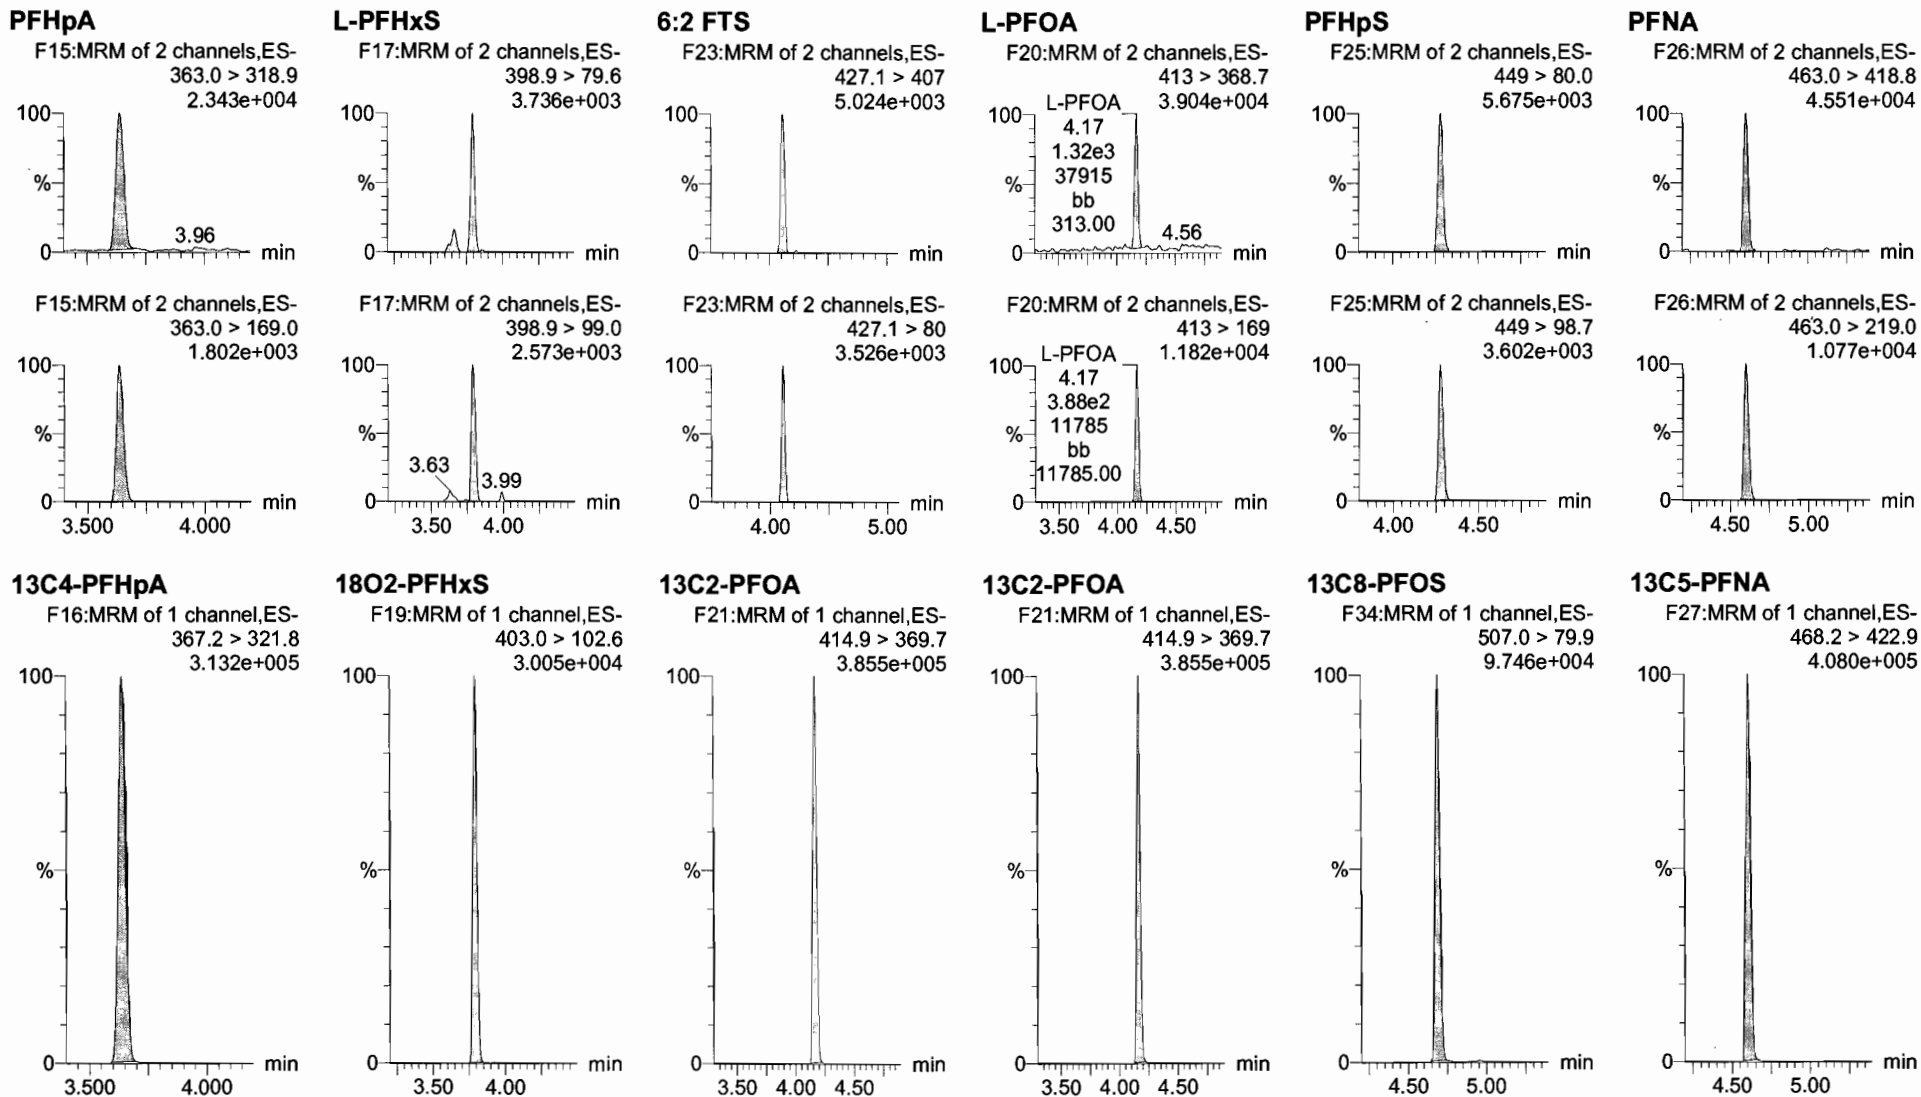 PFHpA
F15:MRM of 2 channels,ES-
363.0 > 318.9
2.343e+004
100
%
3.96
0
min
F15:MRM of 2 channels,ES-
363.0 > 169.0
1.802e+003
100
%
0
min
3.500 4.000
L-PFHxS
F17:MRM of 2 channels,ES-
398.9 > 79.6
3.736e+003
100
%
0
min
F17:MRM of 2 channels,ES-
398.9 > 99.0
2.573e+003
100
%
3.63
3.99
0
min
3.50 4.00
6:2 FTS
F23:MRM of 2 channels,ES-
427.1 > 407
5.024e+003
100
%
0
min
F23:MRM of 2 channels,ES-
427.1 > 80
3.526e+003
100
%
0
min
4.00 5.00
L-PFOA
F20:MRM of 2 channels,ES-
413 > 368.7
3.904e+004
100
L-PFOA
4.17
1.32e3
37915
bb
313.00
%
4.56
0
min
F20:MRM of 2 channels,ES-
413 > 169
1.182e+004
100
L-PFOA
4.17
3.88e2
11785
bb
11785.00
%
0
min
3.50 4.00 4.50
PFHpS
F25:MRM of 2 channels,ES-
449 > 80.0
5.675e+003
100
%
0
min
F25:MRM of 2 channels,ES-
449 > 98.7
3.602e+003
100
%
0
min
4.00 4.50
PFNA
F26:MRM of 2 channels,ES-
463.0 > 418.8
4.551e+004
100
%
0
min
F26:MRM of 2 channels,ES-
463.0 > 219.0
1.077e+004
100
%
0
min
4.50 5.00
13C4-PFHpA
F16:MRM of 1 channel,ES-
367.2 > 321.8
3.132e+005
100
%
0
min
3.500 4.000
18O2-PFHxS
F19:MRM of 1 channel,ES-
403.0 > 102.6
3.005e+004
100
%
0
min
3.50 4.00
13C2-PFOA
F21:MRM of 1 channel,ES-
414.9 > 369.7
3.855e+005
100
%
0
min
3.50 4.00 4.50
13C2-PFOA
F21:MRM of 1 channel,ES-
414.9 > 369.7
3.855e+005
100
%
0
min
3.50 4.00 4.50
13C8-PFOS
F34:MRM of 1 channel,ES-
507.0 > 79.9
9.746e+004
100
%
0
min
4.50 5.00
13C5-PFNA
F27:MRM of 1 channel,ES-
468.2 > 422.9
4.080e+005
100
%
0
min
4.50 5.00